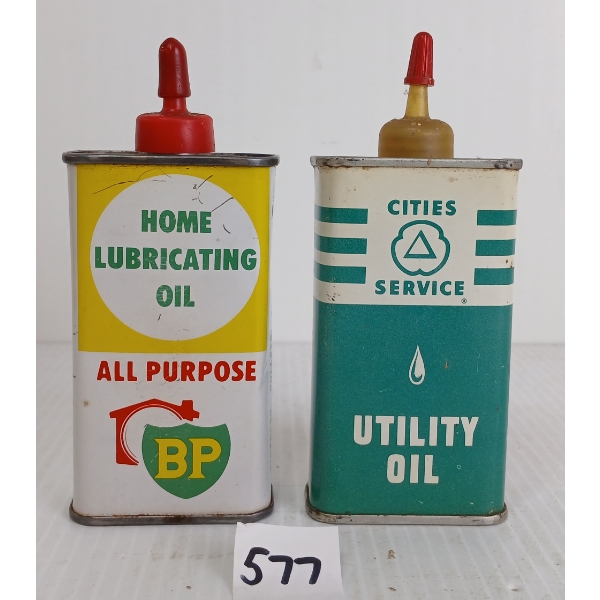 HOME
LUBRICATING
OIL
ALL PURPOSE
BP
CITIES
SERVICE®
UTILITY
OIL
577